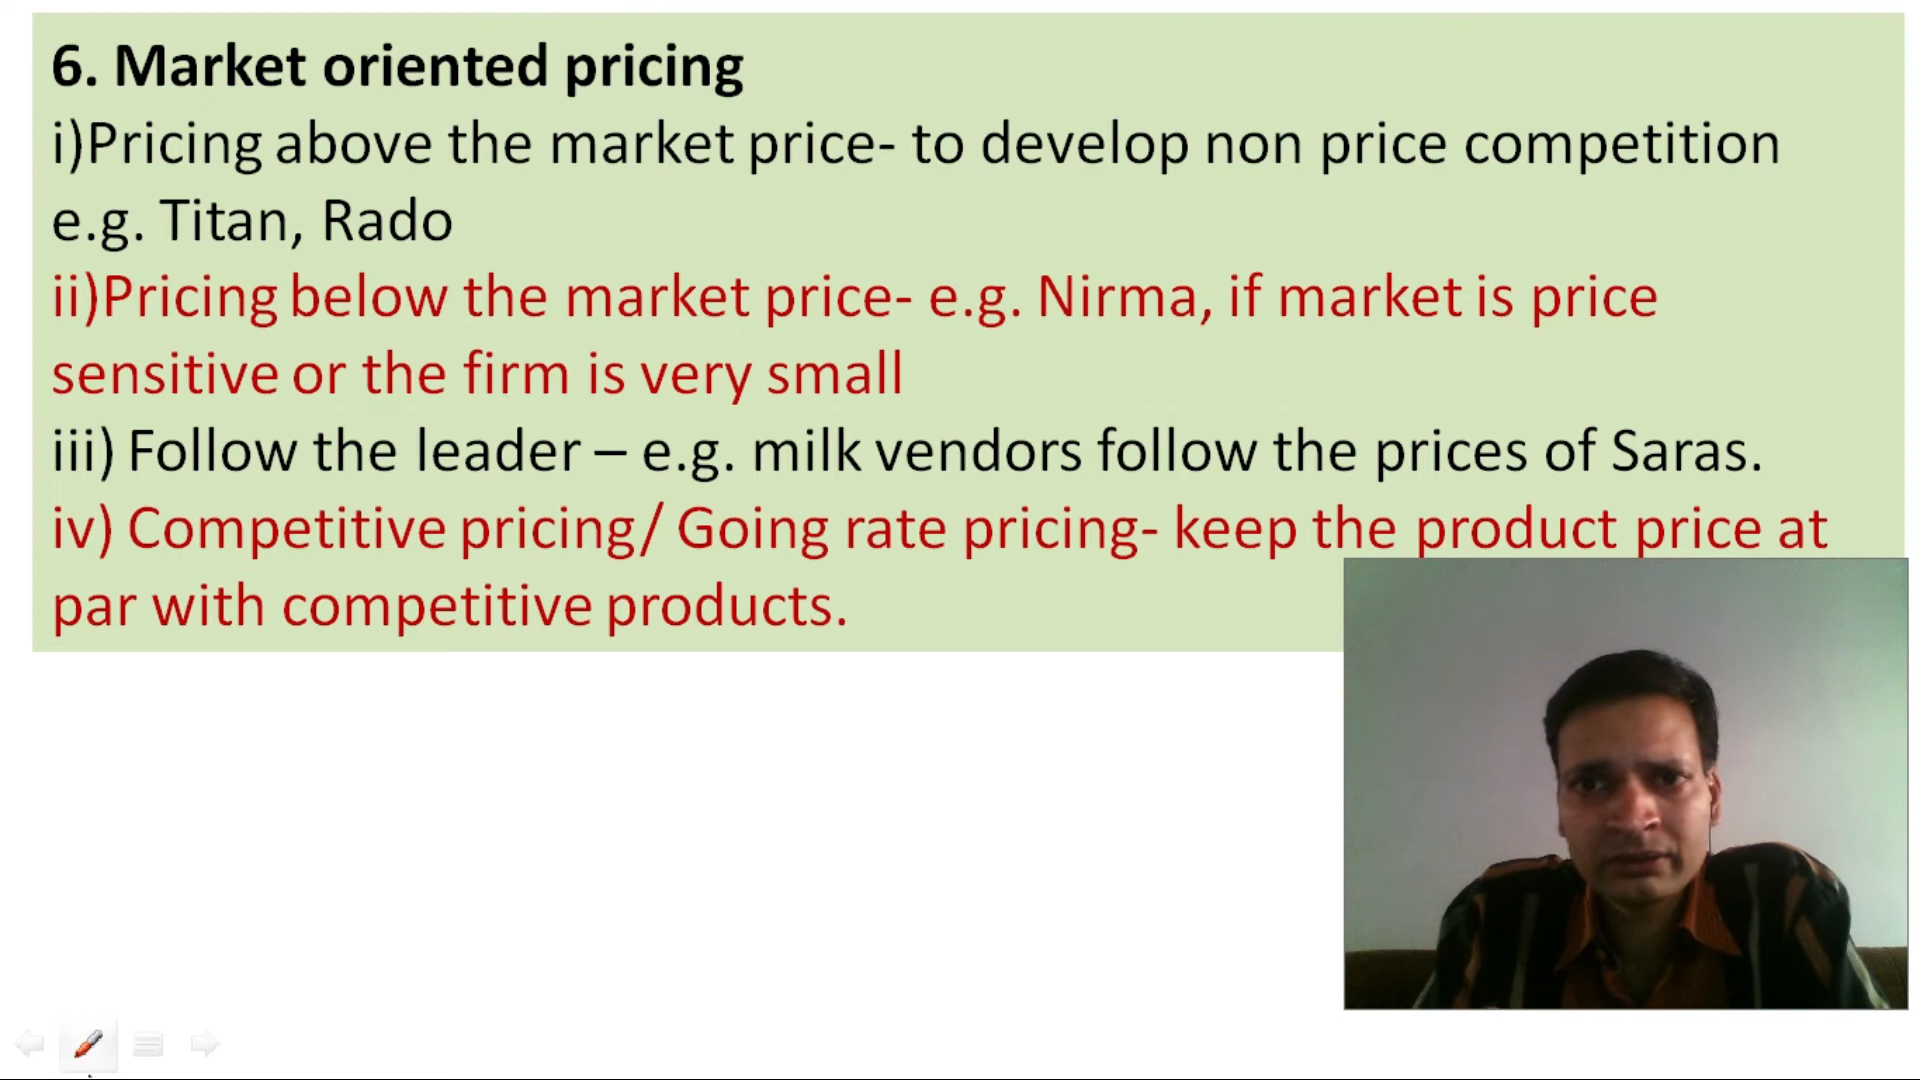 6. Market oriented pricing
i)Pricing above the market price- to develop non price competition
e.g. Titan, Rado
ii)Pricing below the market price- e.g. Nirma, if market is price
sensitive or the firm is very small
iii) Follow the leader – e.g. milk vendors follow the prices of Saras.
iv) Competitive pricing/ Going rate pricing- keep the product price at
par with competitive products.